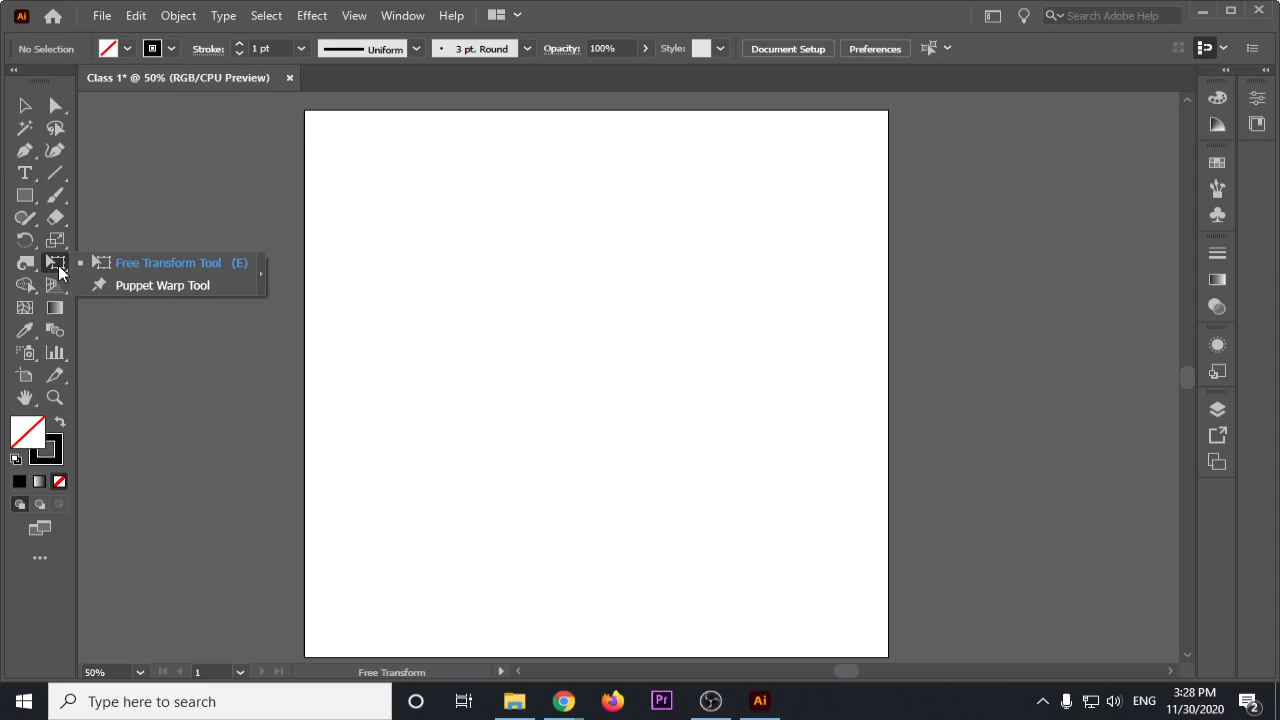 Ai File Edit Object Type Select Effect View Window Help Search Adobe Help
No Selection Stroke: 1 pt Uniform 3 pt. Round Opacity: 100% Style: Document Setup Preferences
Class 1* @ 50% (RGB/CPU Preview)
Free Transform Tool (E)
Puppet Warp Tool
50% 1 Free Transform
Type here to search Pr Ai ENG 3:28 PM
11/30/2020 2